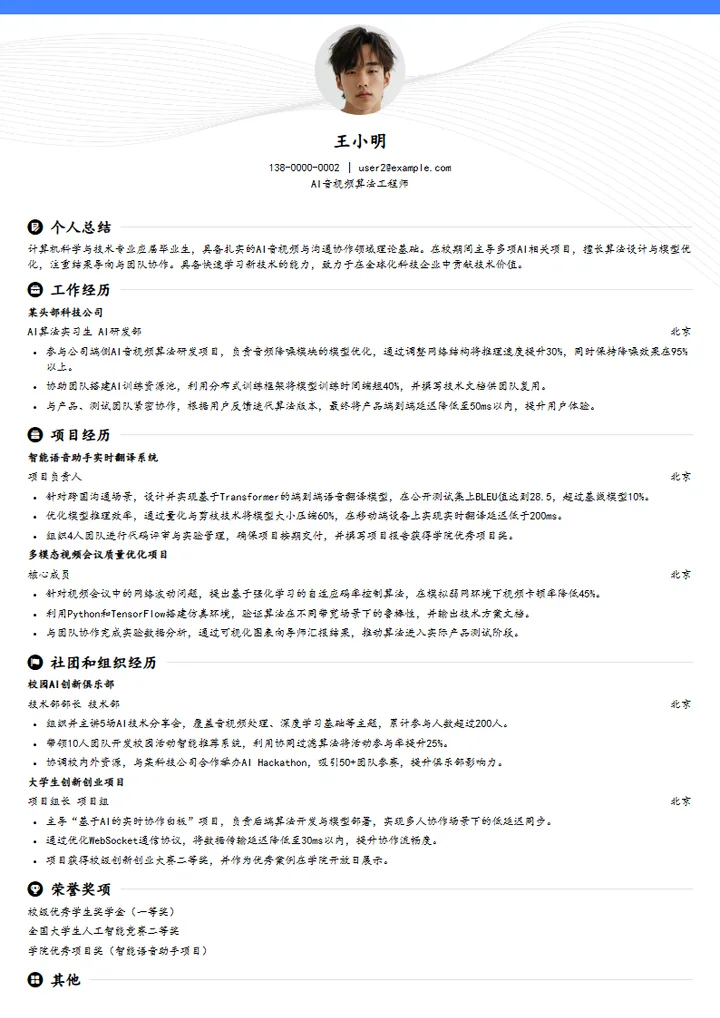 王小明
138-0000-0002 | user2@example.com
AI音视频算法工程师
个人总结
计算机科学与技术专业应届毕业生，具备扎实的AI音视频与沟通协作领域理论基础。在校期间主导多项AI相关项目，擅长算法设计与模型优
化，注重结果导向与团队协作。具备快速学习新技术的能力，致力于在全球化科技企业中贡献技术价值。
工作经历
某头部科技公司
AI算法实习生 AI研发部 北京
• 参与公司端侧AI音视频算法研发项目，负责音频降噪模块的模型优化，通过调整网络结构将推理速度提升30%，同时保持降噪效果在95%
以上。
• 协助团队搭建AI训练资源池，利用分布式训练框架将模型训练时间缩短40%，并撰写技术文档供团队复用。
• 与产品、测试团队紧密协作，根据用户反馈迭代算法版本，最终将产品端到端延迟降低至50ms以内，提升用户体验。
项目经历
智能语音助手实时翻译系统
项目负责人 北京
• 针对跨国沟通场景，设计并实现基于Transformer的端到端语音翻译模型，在公开测试集上BLEU值达到28.5，超过基线模型10%。
• 优化模型推理效率，通过量化与剪枝技术将模型大小压缩60%，在移动端设备上实现实时翻译延迟低于200ms。
• 组织4人团队进行代码评审与实验管理，确保项目按期交付，并撰写项目报告获得学院优秀项目奖。
多模态视频会议质量优化项目
核心成员 北京
• 针对视频会议中的网络波动问题，提出基于强化学习的自适应码率控制算法，在模拟弱网环境下视频卡顿率降低45%。
• 利用Python和TensorFlow搭建仿真环境，验证算法在不同带宽场景下的鲁棒性，并输出技术方案文档。
• 与团队协作完成实验数据分析，通过可视化图表向导师汇报结果，推动算法进入实际产品测试阶段。
社团和组织经历
校园AI创新俱乐部
技术部部长 技术部 北京
• 组织并主讲5场AI技术分享会，覆盖音视频处理、深度学习基础等主题，累计参与人数超过200人。
• 带领10人团队开发校园活动智能推荐系统，利用协同过滤算法将活动参与率提升25%。
• 协调校内外资源，与某科技公司合作举办AI Hackathon，吸引50+团队参赛，提升俱乐部影响力。
大学生创新创业项目
项目组长 项目组 北京
• 主导“基于AI的实时协作白板”项目，负责后端算法开发与模型部署，实现多人协作场景下的低延迟同步。
• 通过优化WebSocket通信协议，将数据传输延迟降低至30ms以内，提升协作流畅度。
• 项目获得校级创新创业大赛二等奖，并作为优秀案例在学院开放日展示。
荣誉奖项
校级优秀学生奖学金（一等奖）
全国大学生人工智能竞赛二等奖
学院优秀项目奖（智能语音助手项目）
其他